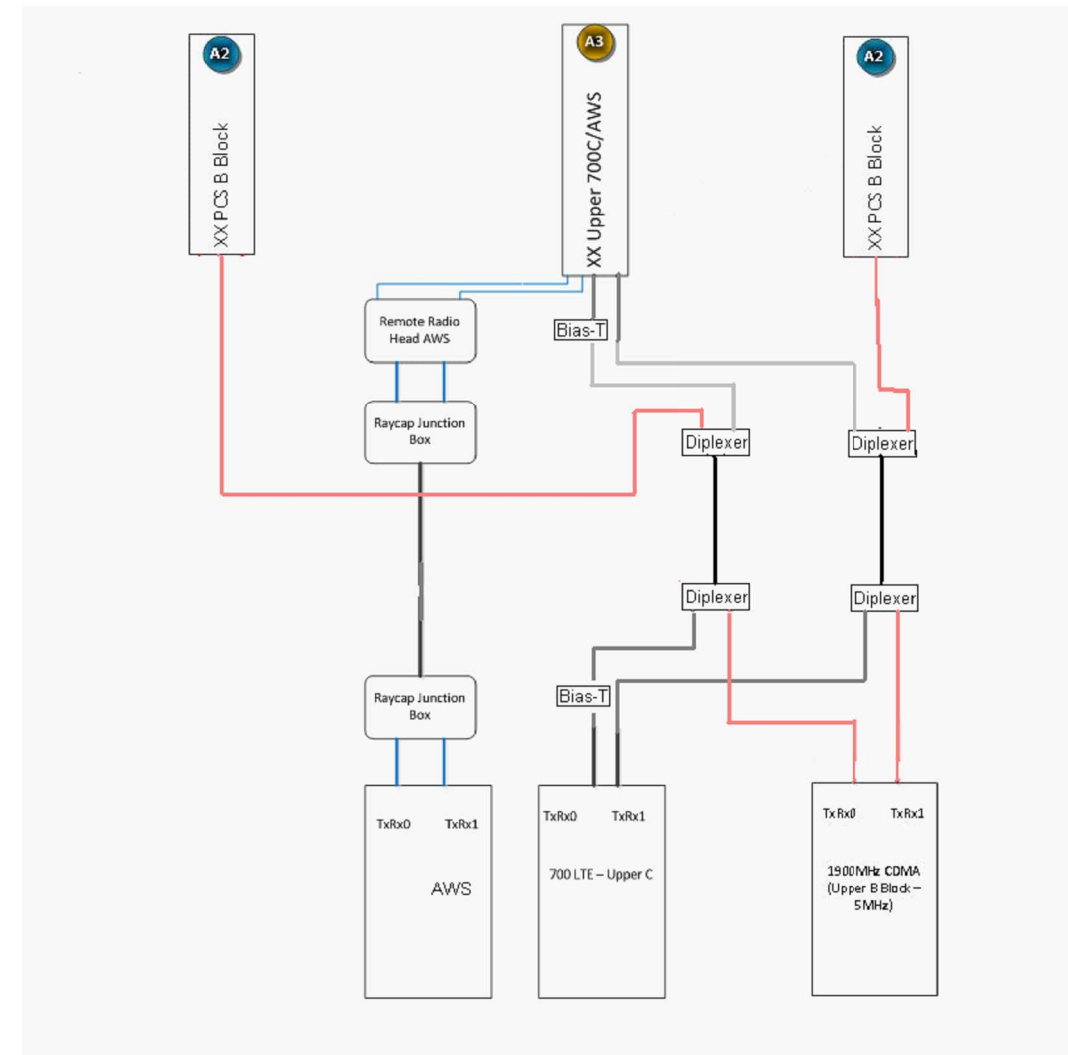 A2
XX PCS B Block
A3
XX Upper 700C/AWS
A2
XX PCS B Block
Remote Radio
Head AWS
Bias-T
Raycap Junction
Box
Diplexer
Diplexer
Diplexer
Diplexer
Raycap Junction
Box
Bias-T
TxRx0
TxRx1
AWS
TxRx0
TxRx1
700 LTE – Upper C
TxRx0
TxRx1
1900MHz CDMA
(Upper B Block –
5MHz)